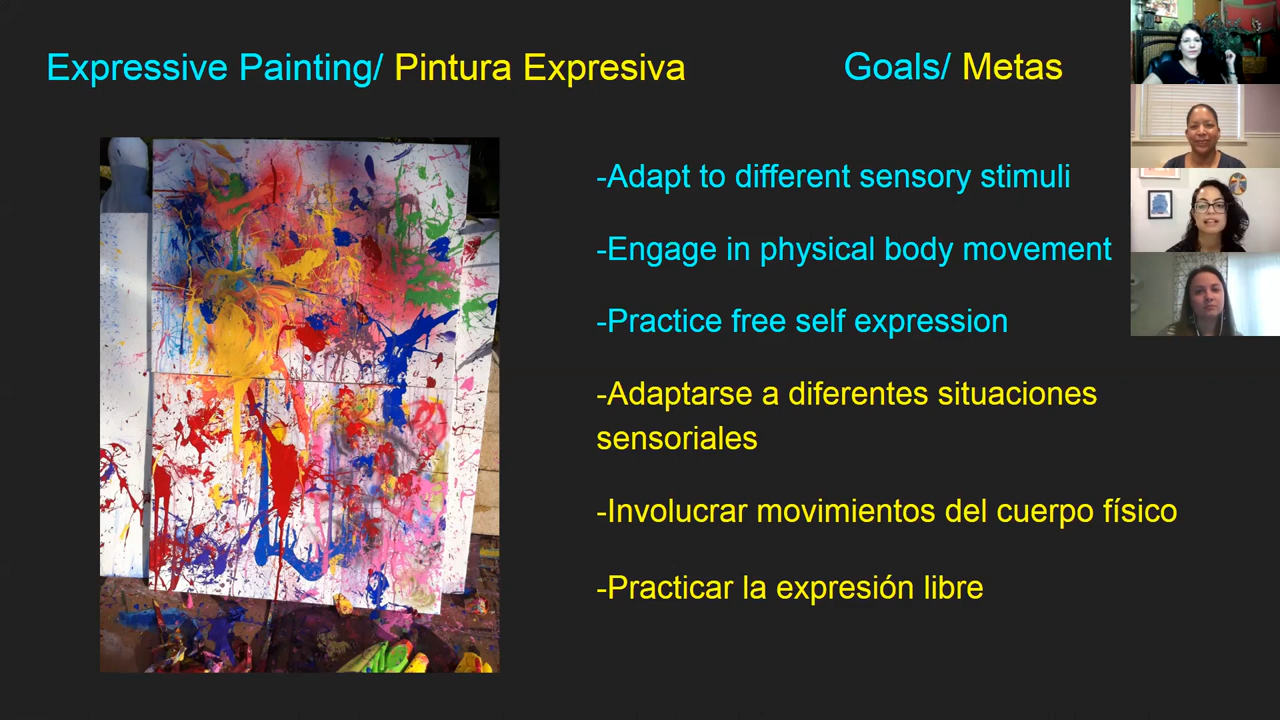 Expressive Painting/ Pintura Expresiva
Goals/ Metas
-Adapt to different sensory stimuli
-Engage in physical body movement
-Practice free self expression
-Adaptarse a diferentes situaciones
sensoriales
-Involucrar movimientos del cuerpo físico
-Practicar la expresión libre